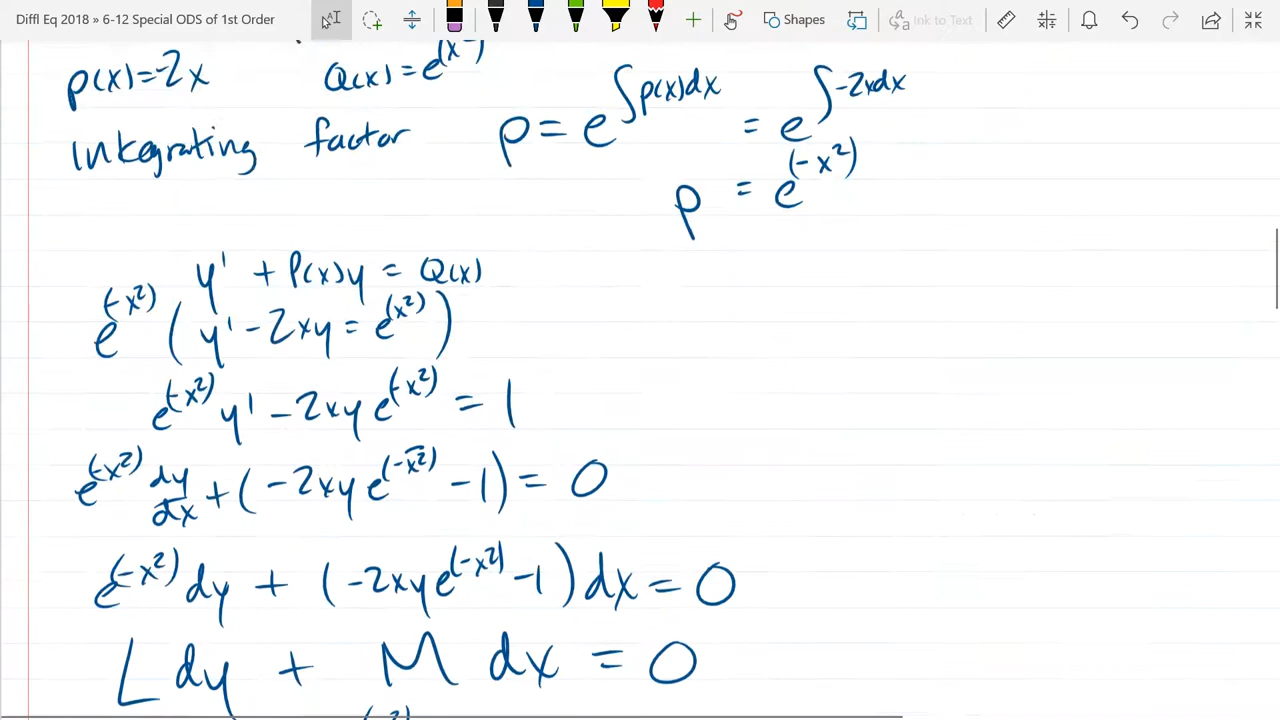 Diffl Eq 2018 » 6-12 Special ODS of 1st Order
Shapes
Ink to Text
p(x)=-2x Q(x)=e^(x²)
Integrating factor ρ = e^∫p(x)dx = e^∫-2xdx
ρ = e^(-x²)
y' + P(x)y = Q(x)
e^(-x²) (y' - 2xy = e^(x²))
e^(-x²) y' - 2xy e^(-x²) = 1
e^(-x²) dy/dx + (-2xy e^(-x²) - 1) = 0
e^(-x²) dy + (-2xy e^(-x²) - 1) dx = 0
L dy + M dx = 0